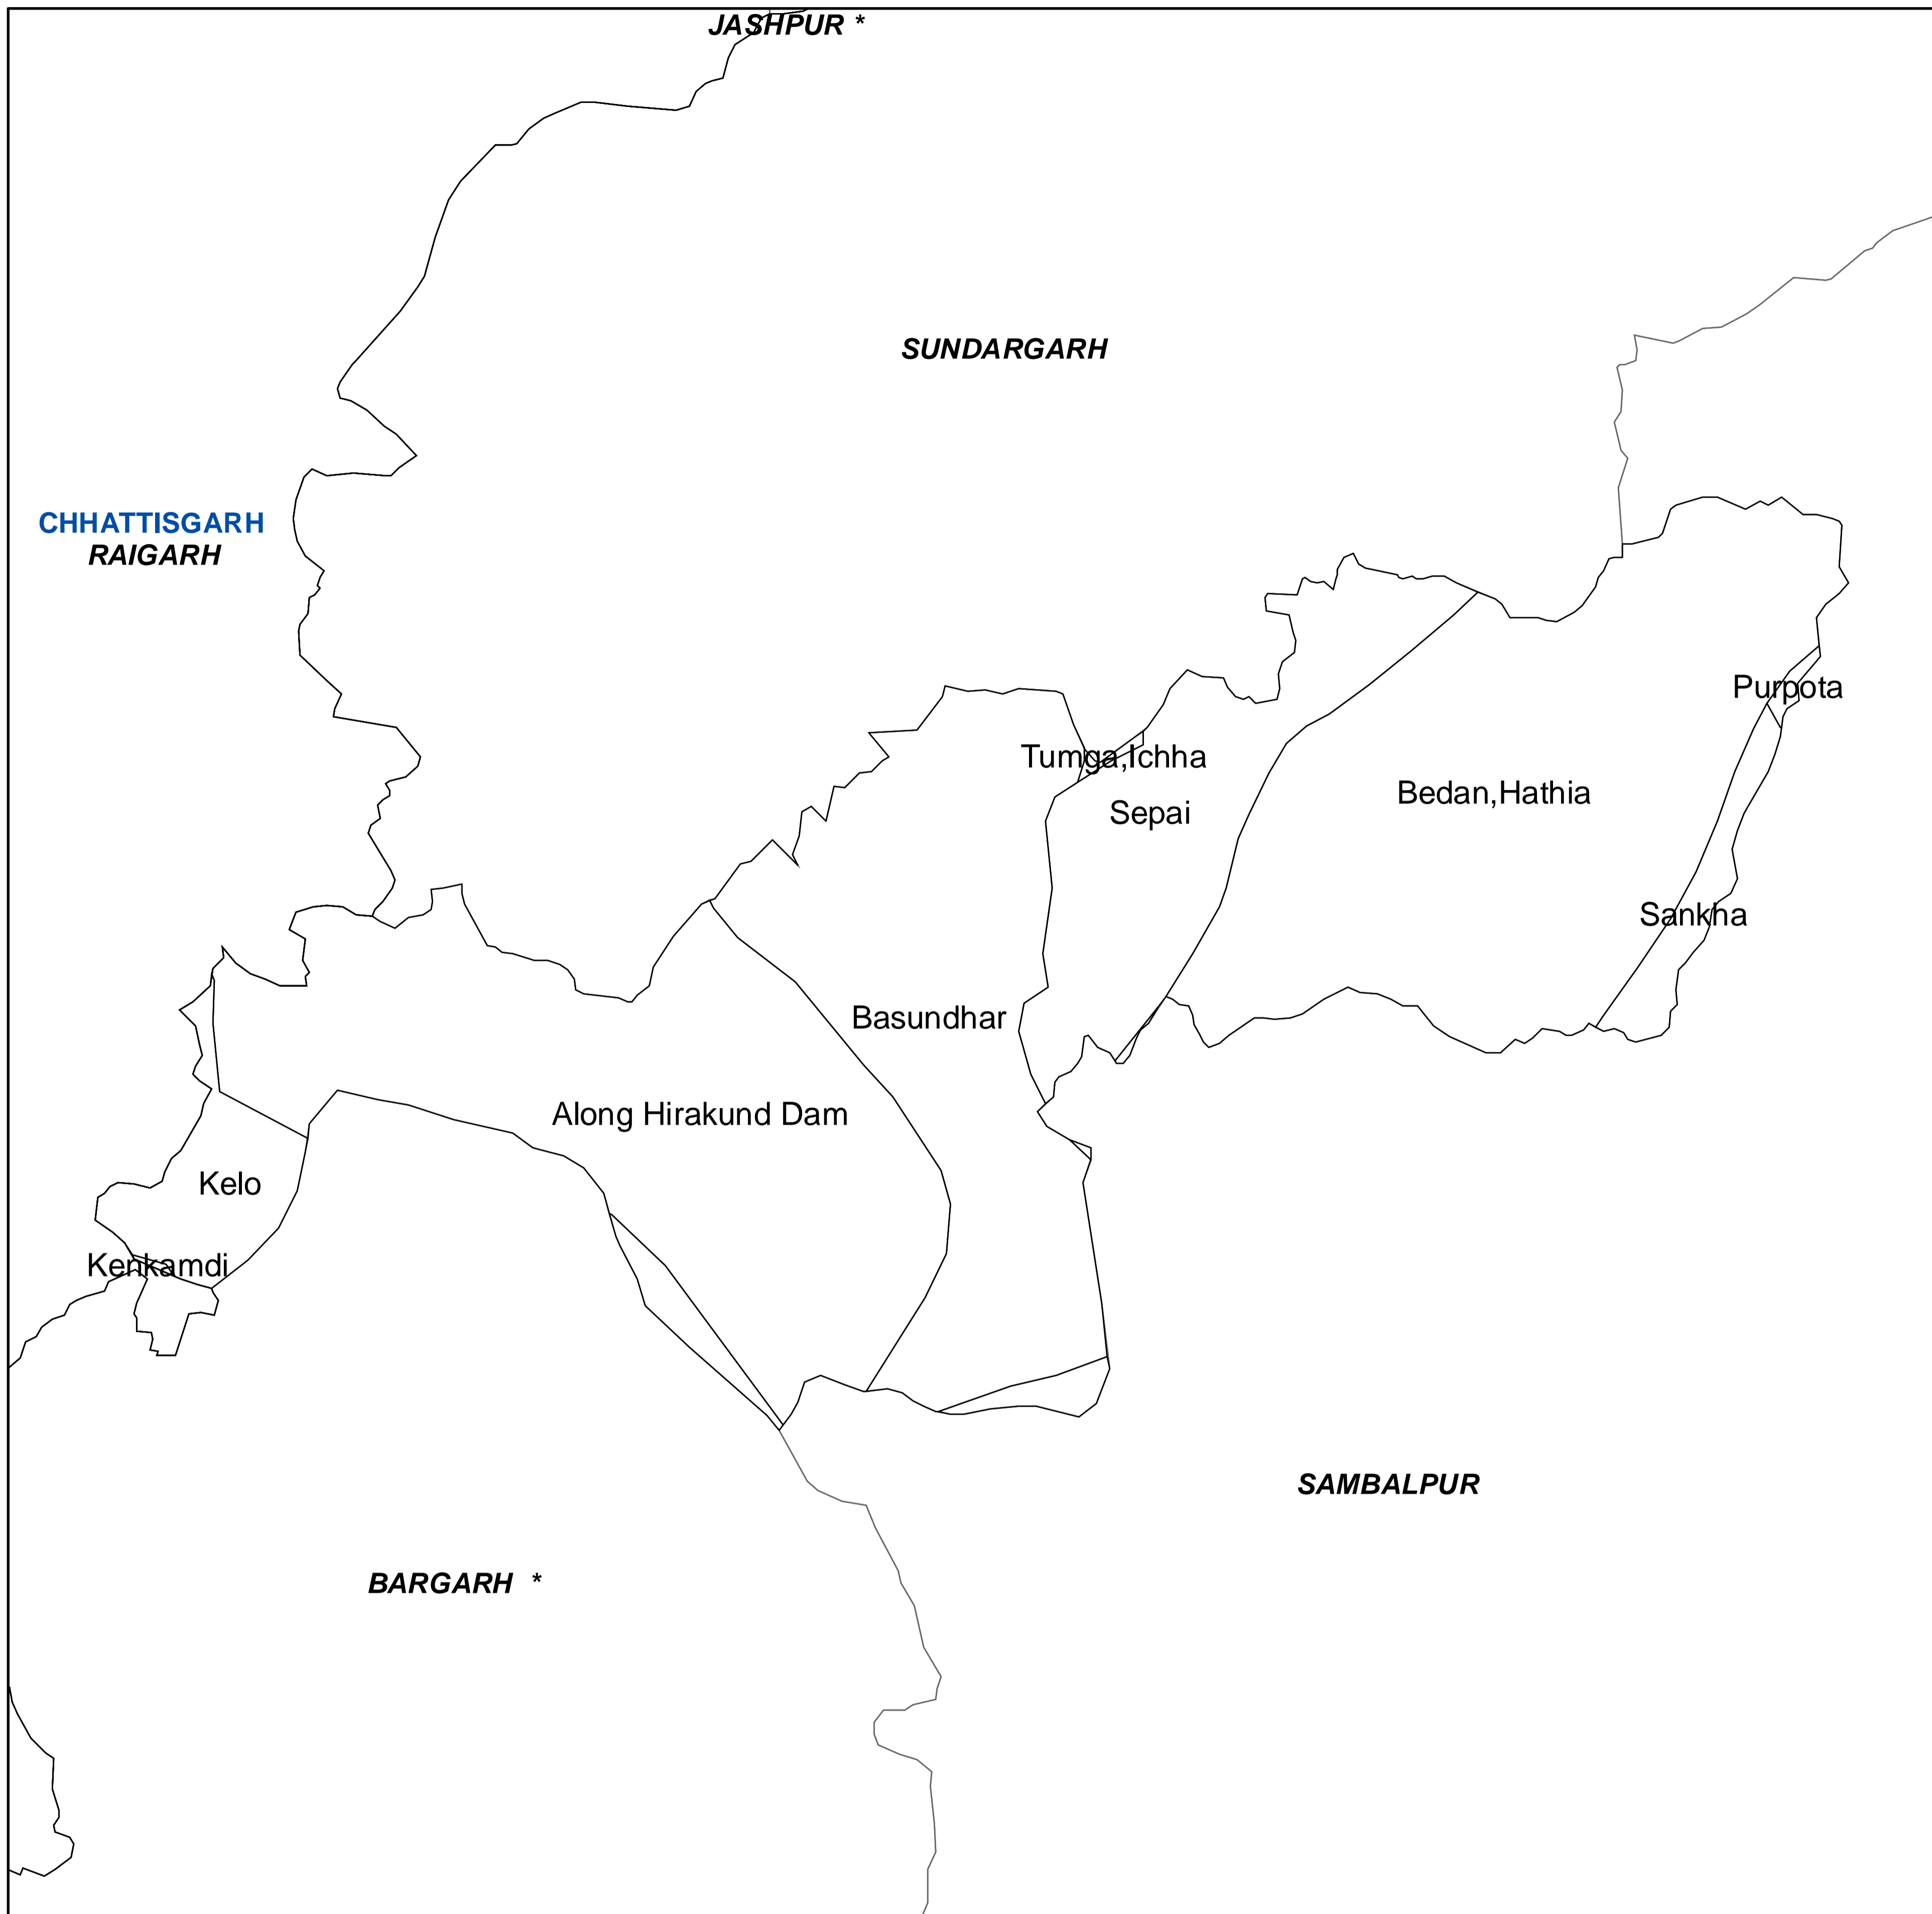 JASHPUR *
SUNDARGARH
CHHATTISGARH
RAIGARH
Purpota
Tumga,Ichha
Bedan,Hathia
Sepai
Sankha
Basundhar
Along Hirakund Dam
Kelo
Kenkamdi
SAMBALPUR
BARGARH *